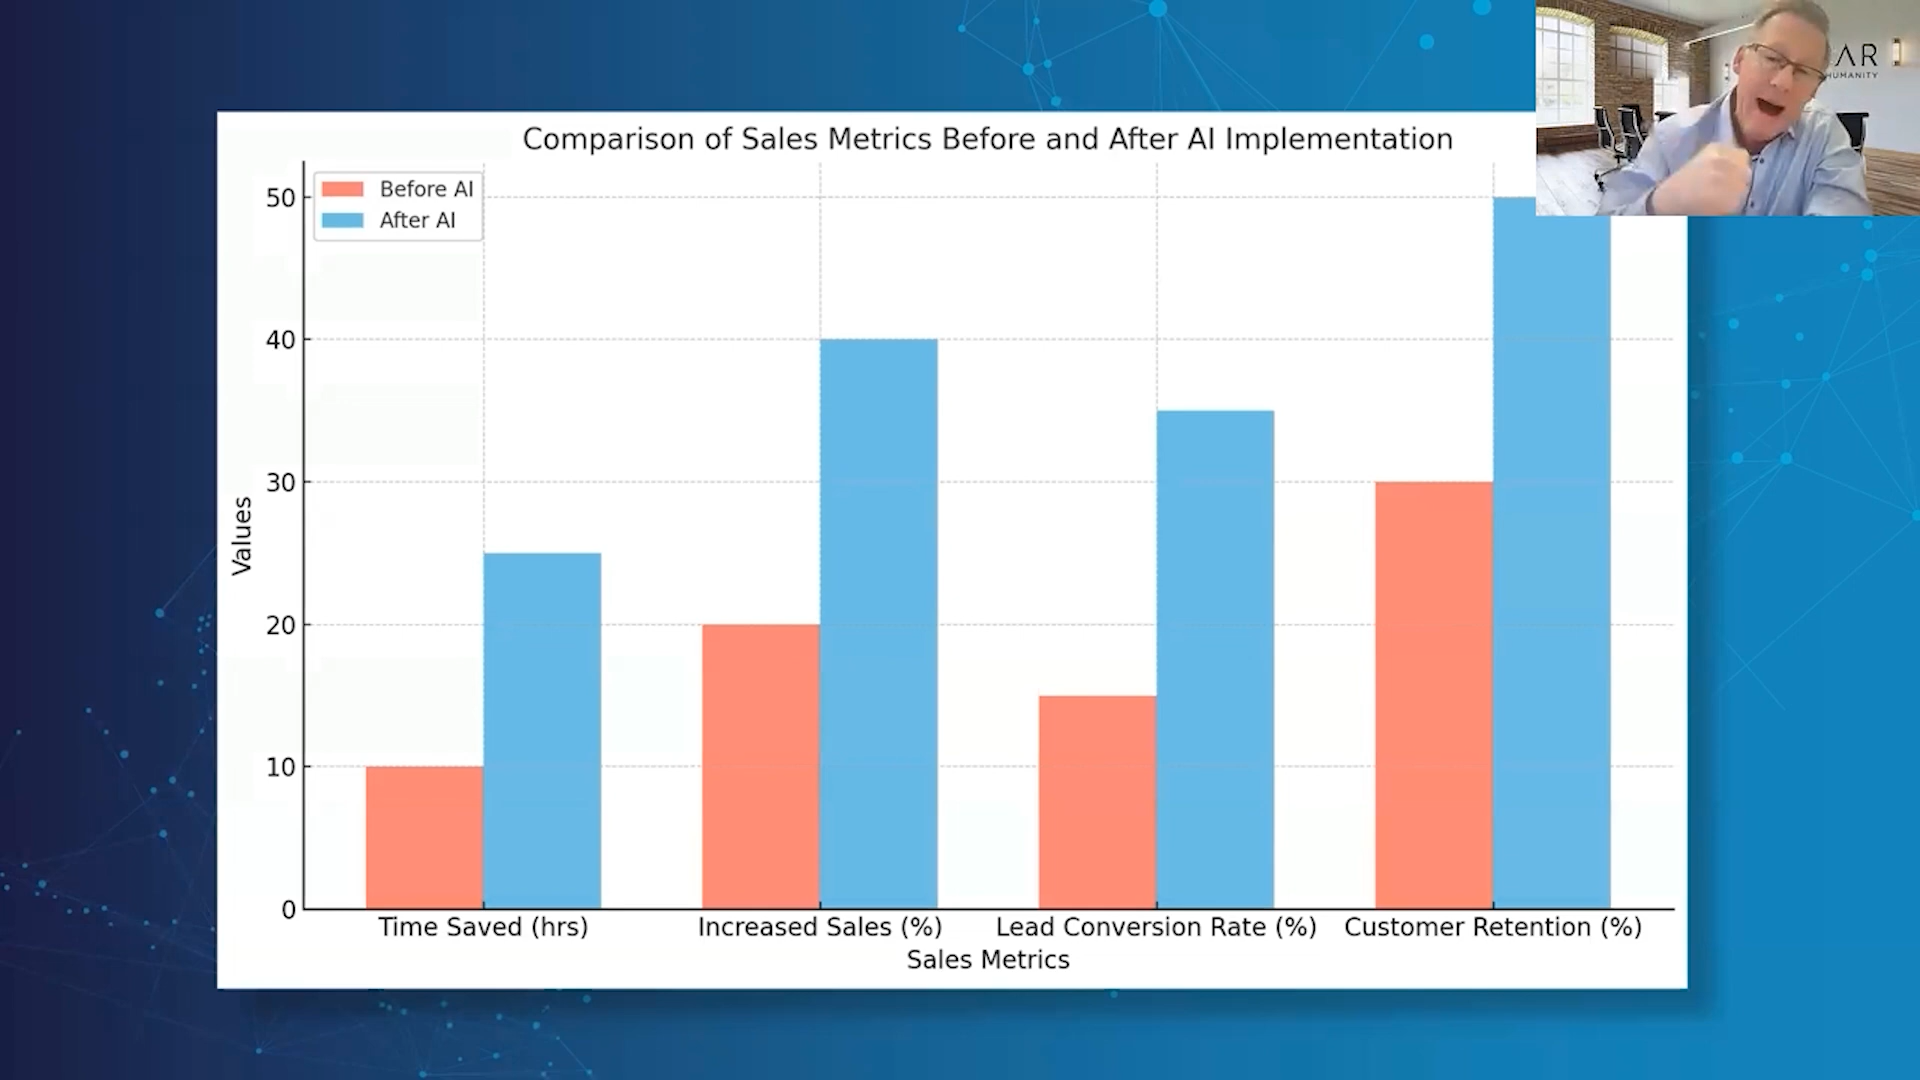 Comparison of Sales Metrics Before and After AI Implementation
Before AI
After AI
50
40
30
20
10
0
Values
Time Saved (hrs) Increased Sales (%) Lead Conversion Rate (%) Customer Retention (%)
Sales Metrics
AR
HUMANITY